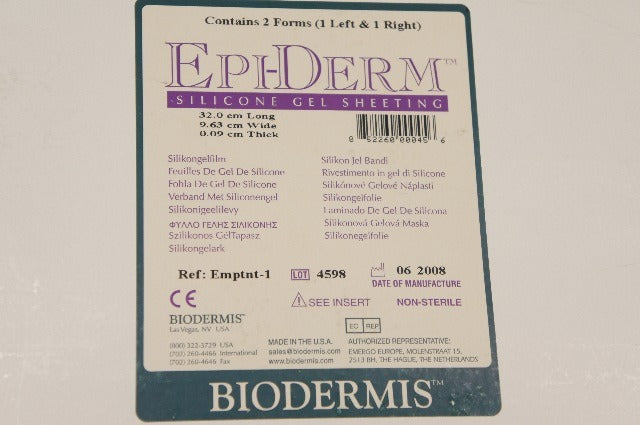 Contains 2 Forms (1 Left & 1 Right)
EPI-DERM™
SILICONE GEL SHEETING
32.0 cm Long
9.63 cm Wide
0.09 cm Thick
8 52260 00045 6
Silikongelfilm
Feuilles De Gel De Silicone
Fohla De Gel De Silicone
Verband Met Siliconengel
Silikonigeelilevy
ΦΥΛΛΟ ΓΕΛΗΣ ΣΙΛΙΚΟΝΗΣ
Szilikonos GélTapasz
Silikongelark
Silikon Jel Bandi
Rivestimento in gel di Silicone
Silikónové Gelové Náplasti
Silikongelfolie
Laminado De Gel De Silicona
Silikonová Gelová Maska
Silikonegelfolie
Ref: Emptnt-1
LOT 4598
06 2008
DATE OF MANUFACTURE
CE
SEE INSERT
NON-STERILE
BIODERMIS™
Las Vegas, NV USA
EC REP
(800) 322-3729 USA
(702) 260-4466 International
(702) 260-4646 Fax
MADE IN THE U.S.A.
sales@biodermis.com
www.biodermis.com
AUTHORIZED REPRESENTATIVE:
EMERGO EUROPE, MOLENSTRAAT 15,
2513 BH, THE HAGUE, THE NETHERLANDS
BIODERMIS™